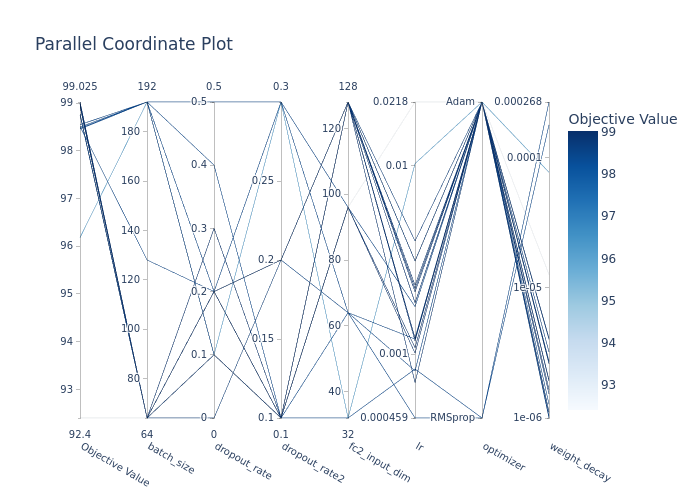 Parallel Coordinate Plot
99.025 192 0.5 0.3 128
99 0.5 0.0218 Adam 0.000268
98 97 96 95 94 93
180 160 140 120 100 80
0.4 0.3 0.2 0.1 0
0.25 0.2 0.15 0.1
120 100 80 60 40
0.01 0.001 0.000459
RMSprop
0.0001 1e-05 1e-06
92.4 64 0 0.1 32
Objective Value
batch_size
dropout_rate
dropout_rate2
fc2_input_dim
lr
optimizer
weight_decay
Objective Value
99
98
97
96
95
94
93